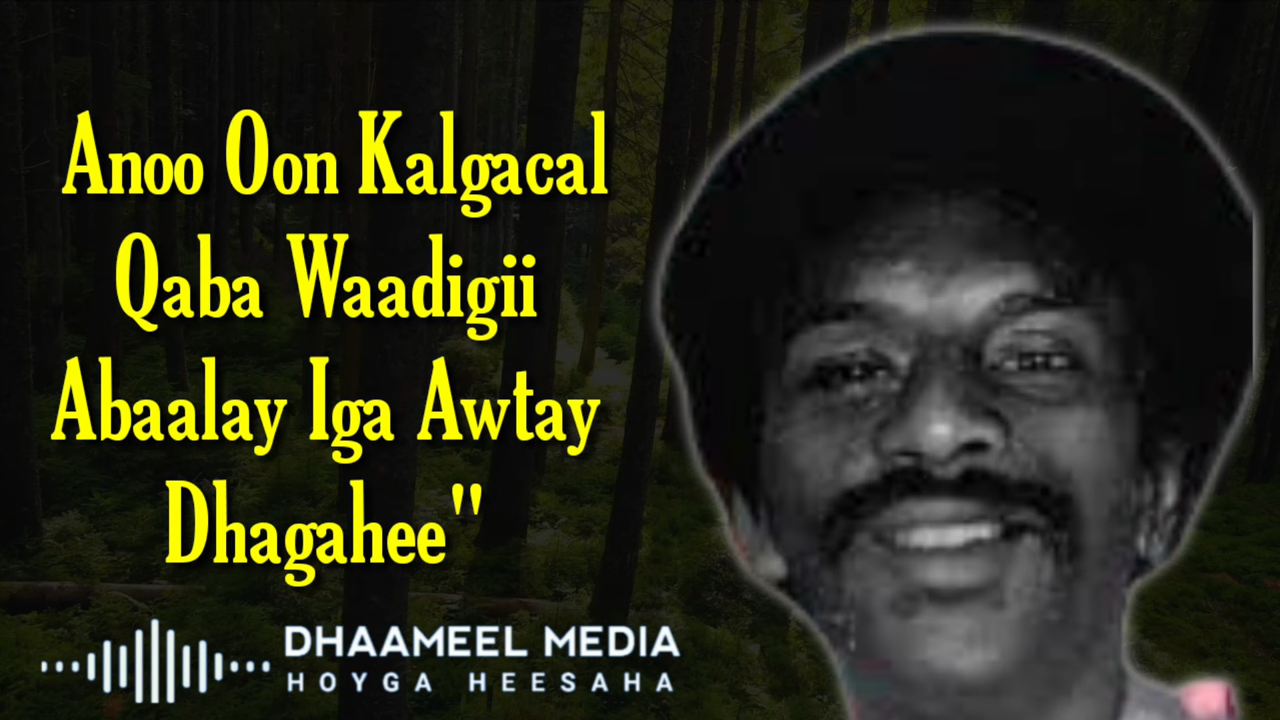 Anoo Oon Kalgacal
Qaba Waadigii
Abaalay Iga Awtay
Dhagahee"
DHAAMEEL MEDIA
HOYGA HEESAHA